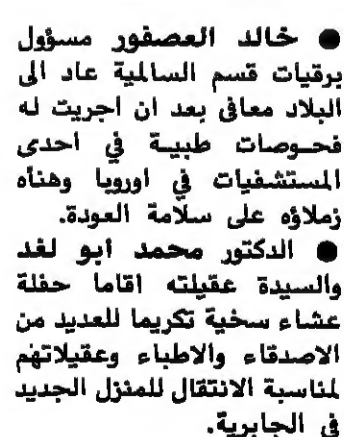 ● خالد العصفور مسؤول
برقيات قسم السالمية عاد الى
البلاد معافى بعد ان اجريت له
فحوصات طبية في احدى
المستشفيات في اوروبا وهنأه
زملاؤه على سلامة العودة.
● الدكتور محمد ابو لغد
والسيدة عقيلته اقاما حفلة
عشاء سخية تكريما للعديد من
الاصدقاء والاطباء وعقيلاتهم
لمناسبة الانتقال للمنزل الجديد
في الجابرية.